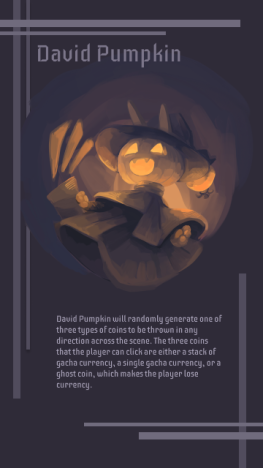 David Pumpkin
David Pumpkin will randomly generate one of
three types of coins to be thrown in any
direction across the scene. The three coins
that the player can click are either a stack of
gacha currency, a single gacha currency, or a
ghost coin, which makes the player lose
currency.